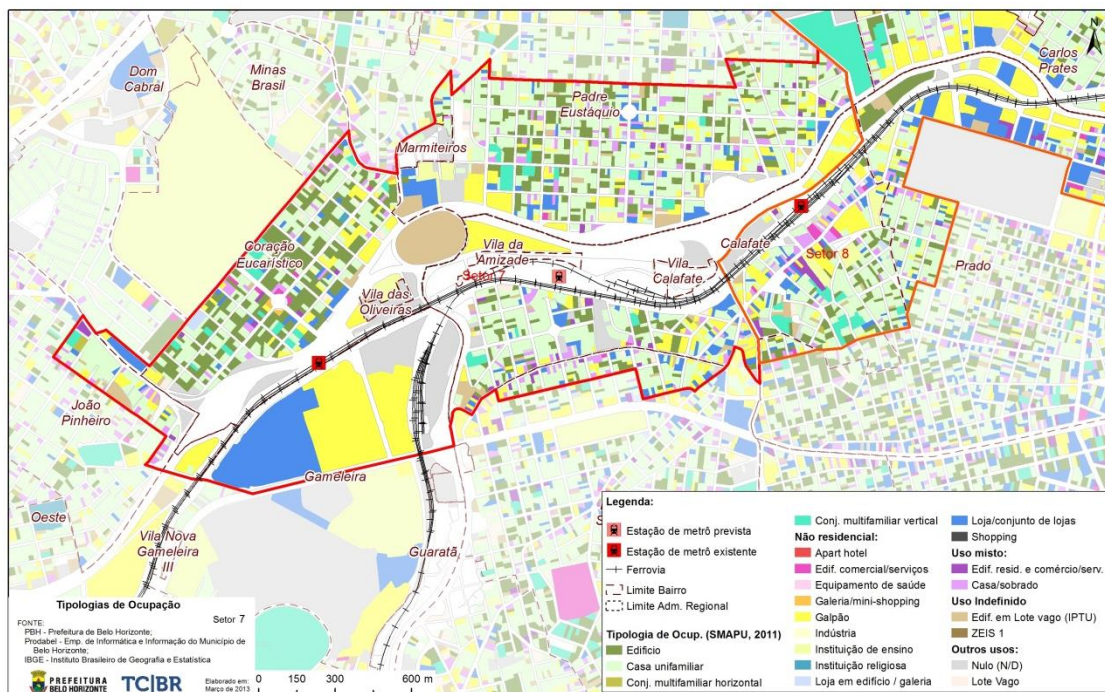 Dom
Cabral
Minas
Brasil
Padre
Eustáquio
Carlos
Prates
Marmiteiros
Coração
Eucarístico
Vila da
Amizade
Setor 7
Vila
Calafate
Calafate
Setor 8
Prado
Vila das
Oliveiras
João
Pinheiro
Gameleira
Oeste
Vila Nova
Gameleira
III
Guaratã
S
N
Legenda:
Estação de metrô prevista
Estação de metrô existente
Ferrovia
Limite Bairro
Limite Adm. Regional
Tipologia de Ocup. (SMAPU, 2011)
Edificio
Casa unifamiliar
Conj. multifamiliar horizontal
Conj. multifamiliar vertical
Não residencial:
Apart hotel
Edif. comercial/serviços
Equipamento de saúde
Galeria/mini-shopping
Galpão
Indústria
Instituição de ensino
Instituição religiosa
Loja em edifício / galeria
Loja/conjunto de lojas
Shopping
Uso misto:
Edif. resid. e comércio/serv.
Casa/sobrado
Uso Indefinido
Edif. em Lote vago (IPTU)
ZEIS 1
Outros usos:
Nulo (N/D)
Lote Vago
Tipologias de Ocupação
Setor 7
FONTE:
PBH - Prefeitura de Belo Horizonte;
Prodabel - Emp. de Informática e Informação do Município de
Belo Horizonte;
IBGE - Instituto Brasileiro de Geografia e Estatística
PREFEITURA
BELO HORIZONTE
TC|BR
Elaborado em:
Março de 2013
0 150 300 600 m